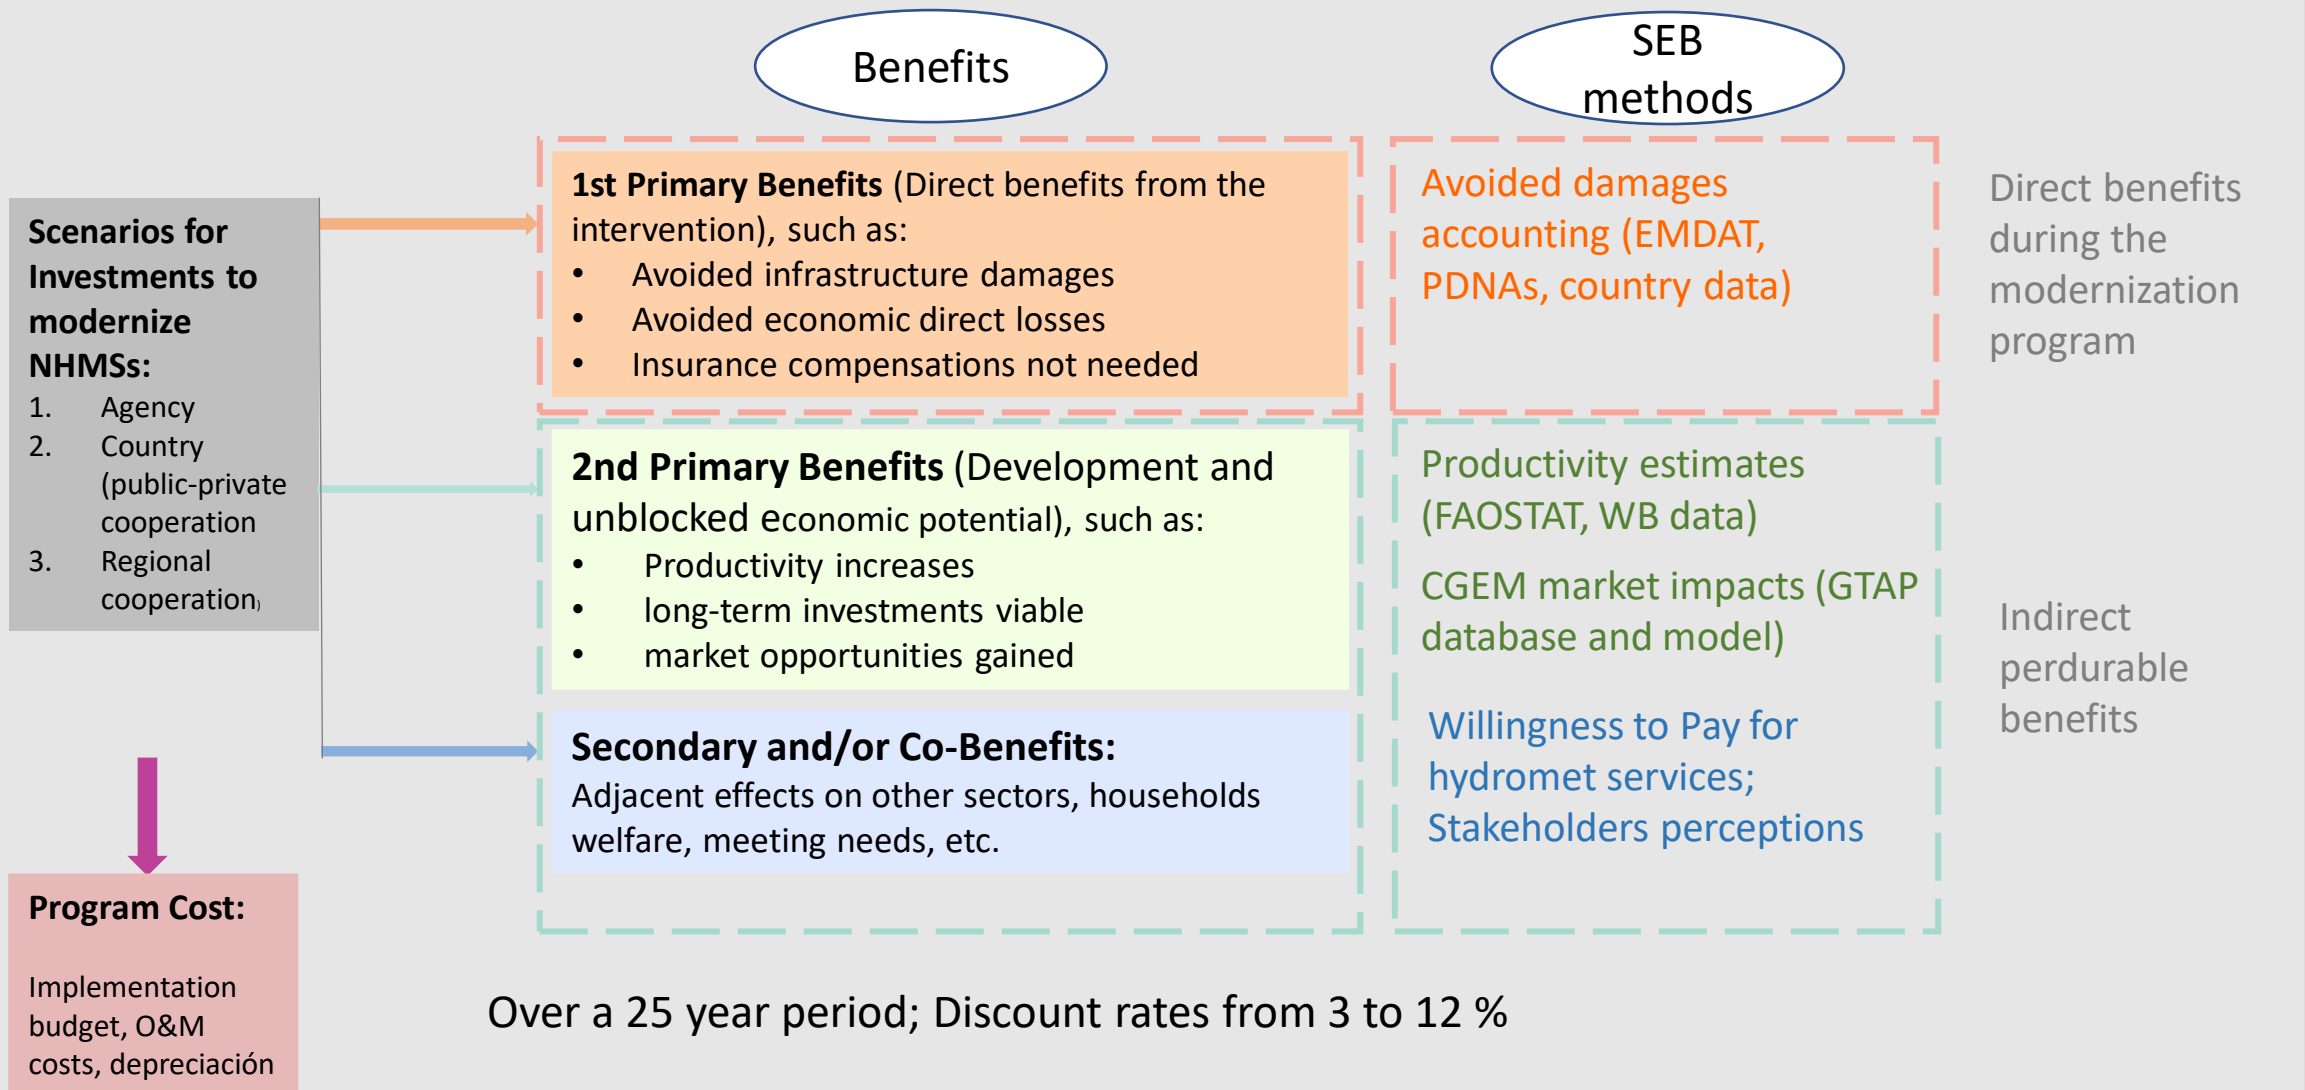 Benefits
SEB
methods
Scenarios for
Investments to
modernize
NHMSs:
1. Agency
2. Country
(public-private
cooperation
3. Regional
cooperation)
Program Cost:
Implementation
budget, O&M
costs, depreciación
1st Primary Benefits (Direct benefits from the
intervention), such as:
• Avoided infrastructure damages
• Avoided economic direct losses
• Insurance compensations not needed
2nd Primary Benefits (Development and
unblocked economic potential), such as:
• Productivity increases
• long-term investments viable
• market opportunities gained
Secondary and/or Co-Benefits:
Adjacent effects on other sectors, households
welfare, meeting needs, etc.
Avoided damages
accounting (EMDAT,
PDNAs, country data)
Productivity estimates
(FAOSTAT, WB data)
CGEM market impacts (GTAP
database and model)
Willingness to Pay for
hydromet services;
Stakeholders perceptions
Direct benefits
during the
modernization
program
Indirect
perdurable
benefits
Over a 25 year period; Discount rates from 3 to 12 %